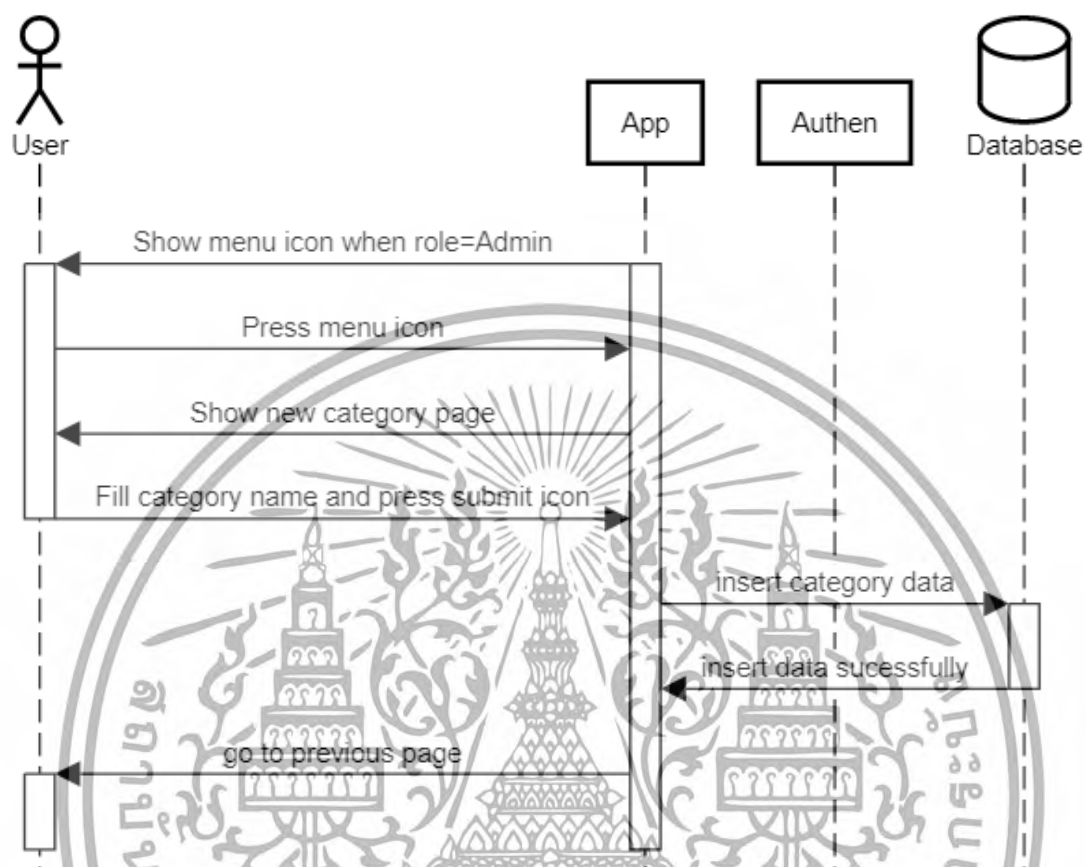 User
App
Authen
Database
Show menu icon when role=Admin
Press menu icon
Show new category page
Fill category name and press submit icon
insert category data
insert data sucessfully
go to previous page